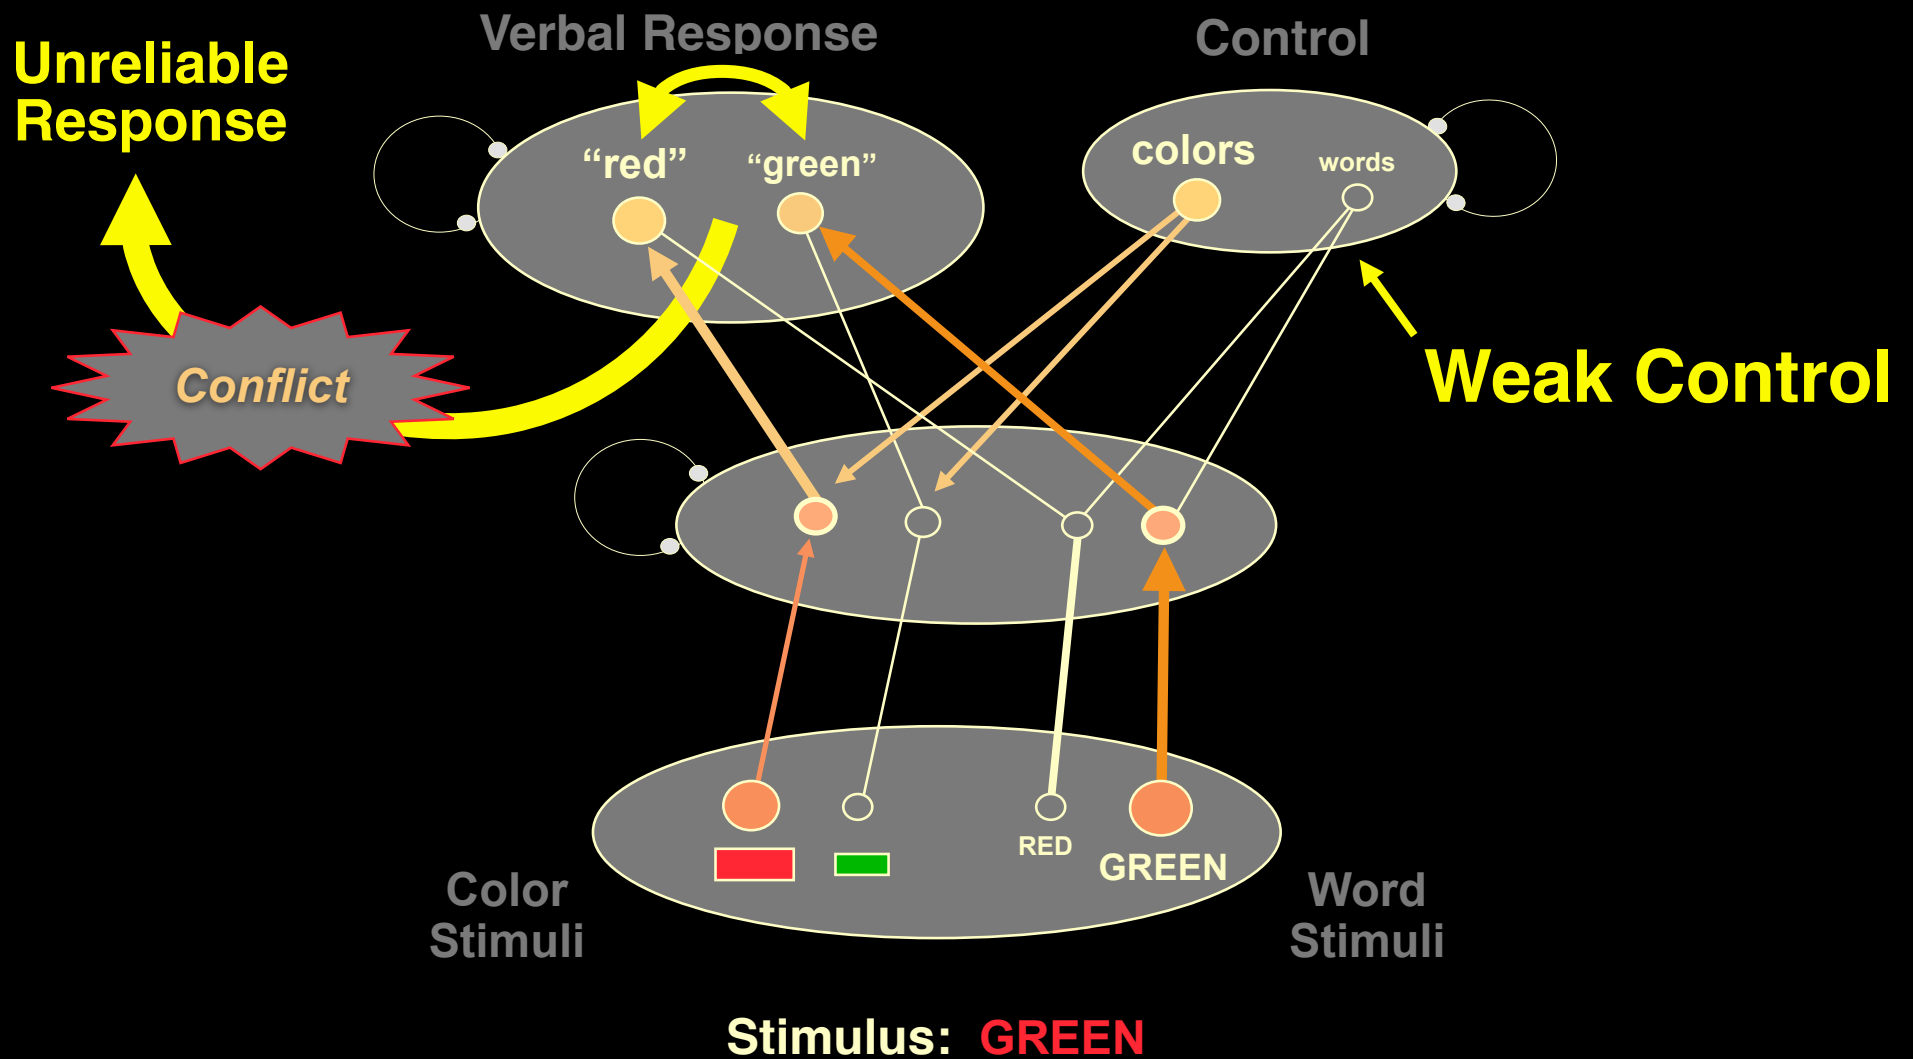 Verbal Response
Control
Unreliable
Response
“red”
“green”
colors
words
Conflict
Weak Control
RED
GREEN
Color
Stimuli
Word
Stimuli
Stimulus: GREEN